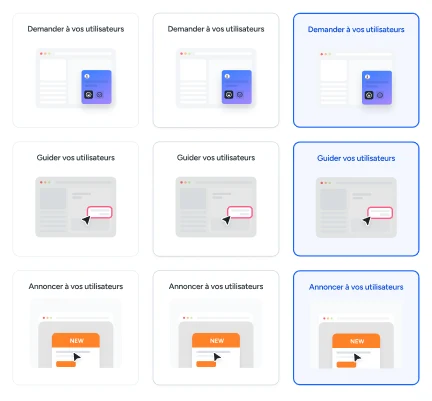 Demander à vos utilisateurs
Demander à vos utilisateurs
Demander à vos utilisateurs
Guider vos utilisateurs
Guider vos utilisateurs
Guider vos utilisateurs
Annoncer à vos utilisateurs
Annoncer à vos utilisateurs
Annoncer à vos utilisateurs
NEW
NEW
NEW